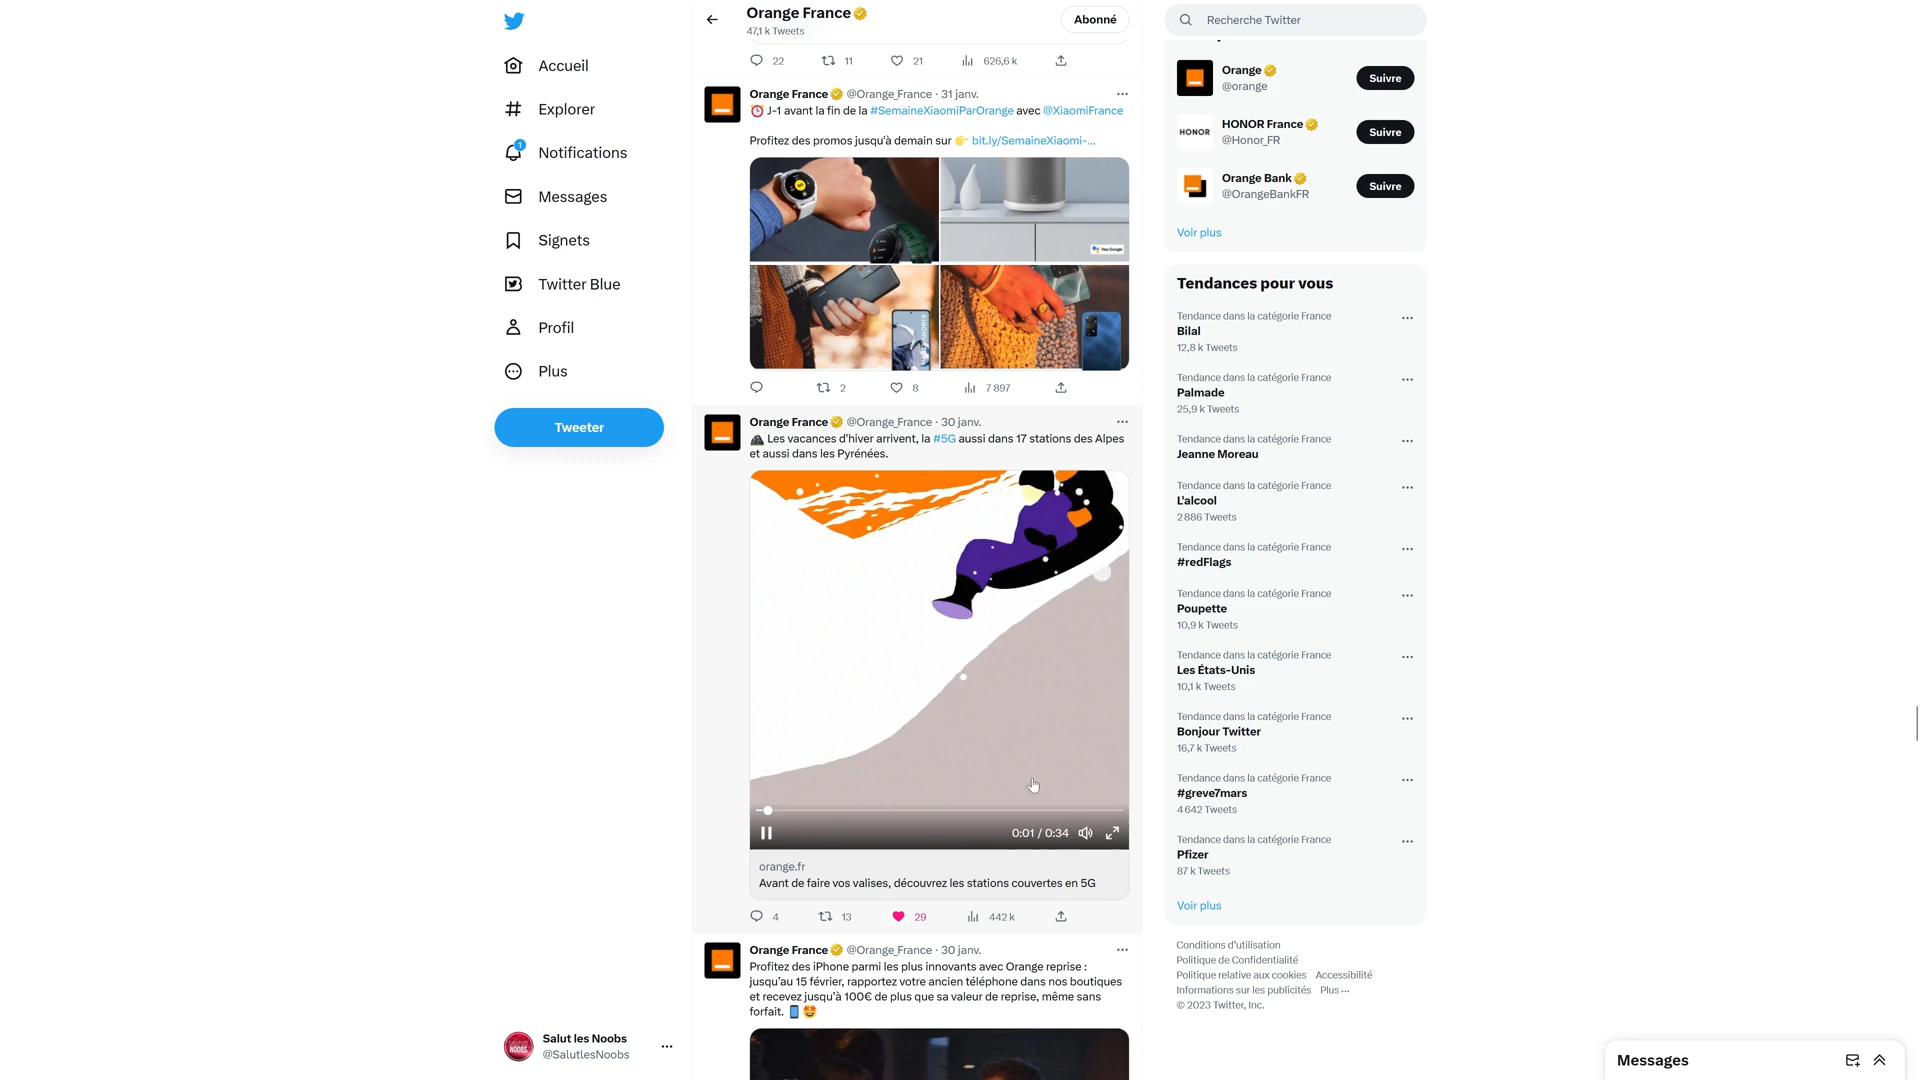 Accueil
Explorer
1
Notifications
Messages
Signets
Twitter Blue
Profil
Plus
Tweeter
Salut les Noobs
@SalutlesNoobs
Orange France
47,1 k Tweets
Abonné
22 11 21 626,6 k
Orange France @Orange_France · 31 janv.
J-1 avant la fin de la #SemaineXiaomiParOrange avec @XiaomiFrance
Profitez des promos jusqu'à demain sur 👉 bit.ly/SemaineXiaomi-…
Hey Google
2 8 7 897
Orange France @Orange_France · 30 janv.
Les vacances d'hiver arrivent, la #5G aussi dans 17 stations des Alpes
et aussi dans les Pyrénées.
0:01 / 0:34
orange.fr
Avant de faire vos valises, découvrez les stations couvertes en 5G
4 13 29 442 k
Orange France @Orange_France · 30 janv.
Profitez des iPhone parmi les plus innovants avec Orange reprise :
jusqu'au 15 février, rapportez votre ancien téléphone dans nos boutiques
et recevez jusqu'à 100€ de plus que sa valeur de reprise, même sans
forfait.
Recherche Twitter
Orange
@orange
Suivre
HONOR
HONOR France
@Honor_FR
Suivre
Orange Bank
@OrangeBankFR
Suivre
Voir plus
Tendances pour vous
Tendance dans la catégorie France
Bilal
12,8 k Tweets
Tendance dans la catégorie France
Palmade
25,9 k Tweets
Tendance dans la catégorie France
Jeanne Moreau
Tendance dans la catégorie France
L'alcool
2 886 Tweets
Tendance dans la catégorie France
#redFlags
Tendance dans la catégorie France
Poupette
10,9 k Tweets
Tendance dans la catégorie France
Les États-Unis
10,1 k Tweets
Tendance dans la catégorie France
Bonjour Twitter
16,7 k Tweets
Tendance dans la catégorie France
#greve7mars
4 642 Tweets
Tendance dans la catégorie France
Pfizer
87 k Tweets
Voir plus
Conditions d'utilisation
Politique de Confidentialité
Politique relative aux cookies Accessibilité
Informations sur les publicités Plus ···
© 2023 Twitter, Inc.
Messages